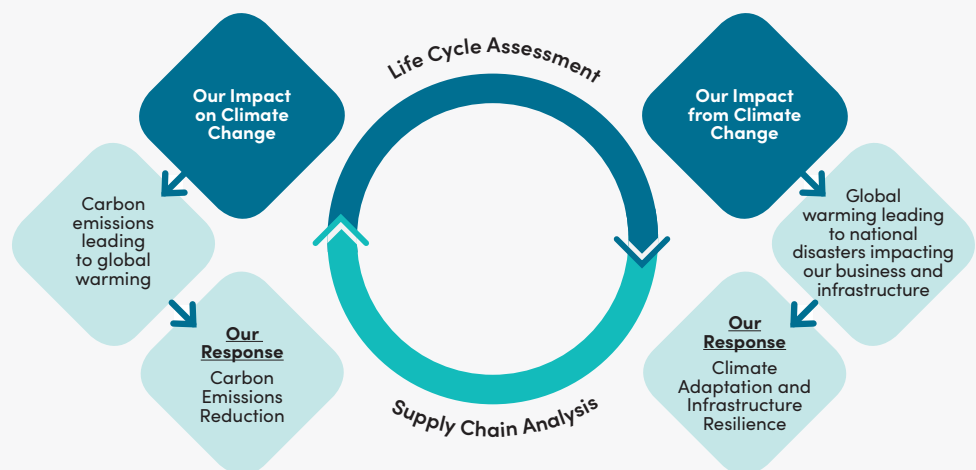 Life Cycle Assessment
Our Impact
on Climate
Change
Carbon
emissions
leading
to global
warming
Our
Response
Carbon
Emissions
Reduction
Our Impact
from Climate
Change
Global
warming leading
to national
disasters impacting
our business and
infrastructure
Our
Response
Climate
Adaptation and
Infrastructure
Resilience
Supply Chain Analysis